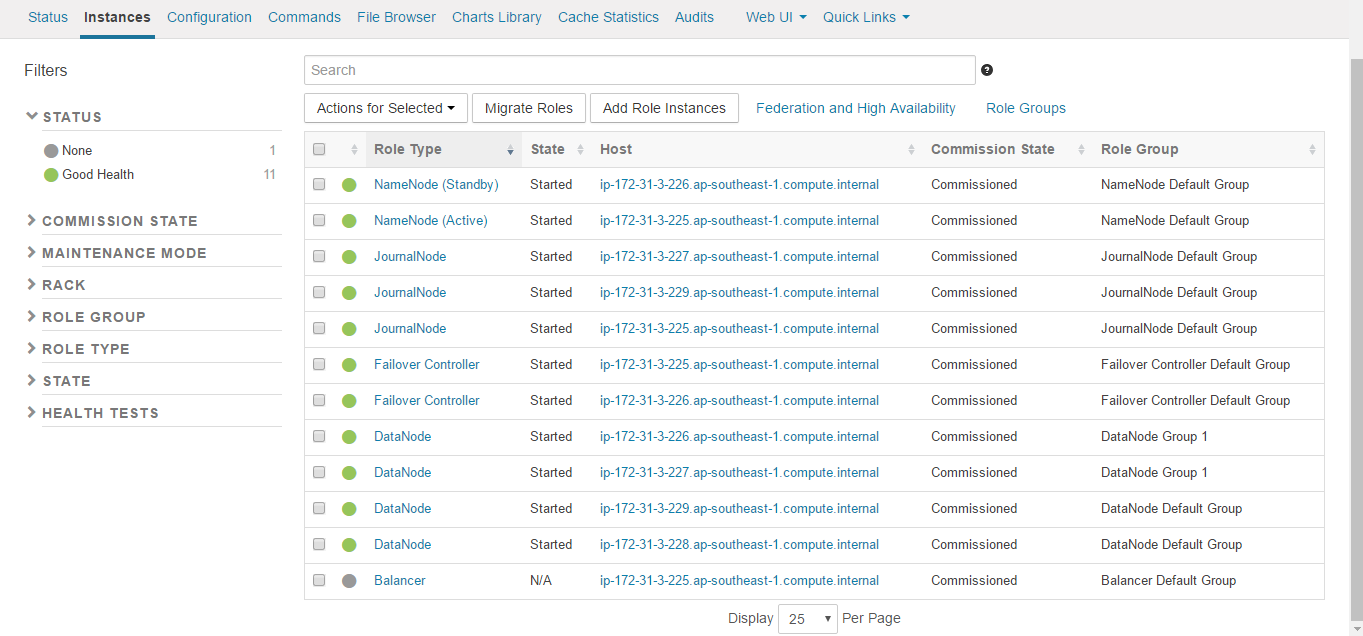 Status Instances Configuration Commands File Browser Charts Library Cache Statistics Audits Web UI Quick Links
Filters
Search
?
Actions for Selected Migrate Roles Add Role Instances Federation and High Availability Role Groups
STATUS
None 1
Good Health 11
COMMISSION STATE
MAINTENANCE MODE
RACK
ROLE GROUP
ROLE TYPE
STATE
HEALTH TESTS
Role Type State Host Commission State Role Group
NameNode (Standby) Started ip-172-31-3-226.ap-southeast-1.compute.internal Commissioned NameNode Default Group
NameNode (Active) Started ip-172-31-3-225.ap-southeast-1.compute.internal Commissioned NameNode Default Group
JournalNode Started ip-172-31-3-227.ap-southeast-1.compute.internal Commissioned JournalNode Default Group
JournalNode Started ip-172-31-3-229.ap-southeast-1.compute.internal Commissioned JournalNode Default Group
JournalNode Started ip-172-31-3-225.ap-southeast-1.compute.internal Commissioned JournalNode Default Group
Failover Controller Started ip-172-31-3-225.ap-southeast-1.compute.internal Commissioned Failover Controller Default Group
Failover Controller Started ip-172-31-3-226.ap-southeast-1.compute.internal Commissioned Failover Controller Default Group
DataNode Started ip-172-31-3-226.ap-southeast-1.compute.internal Commissioned DataNode Group 1
DataNode Started ip-172-31-3-227.ap-southeast-1.compute.internal Commissioned DataNode Group 1
DataNode Started ip-172-31-3-229.ap-southeast-1.compute.internal Commissioned DataNode Default Group
DataNode Started ip-172-31-3-228.ap-southeast-1.compute.internal Commissioned DataNode Default Group
Balancer N/A ip-172-31-3-225.ap-southeast-1.compute.internal Commissioned Balancer Default Group
Display 25 Per Page